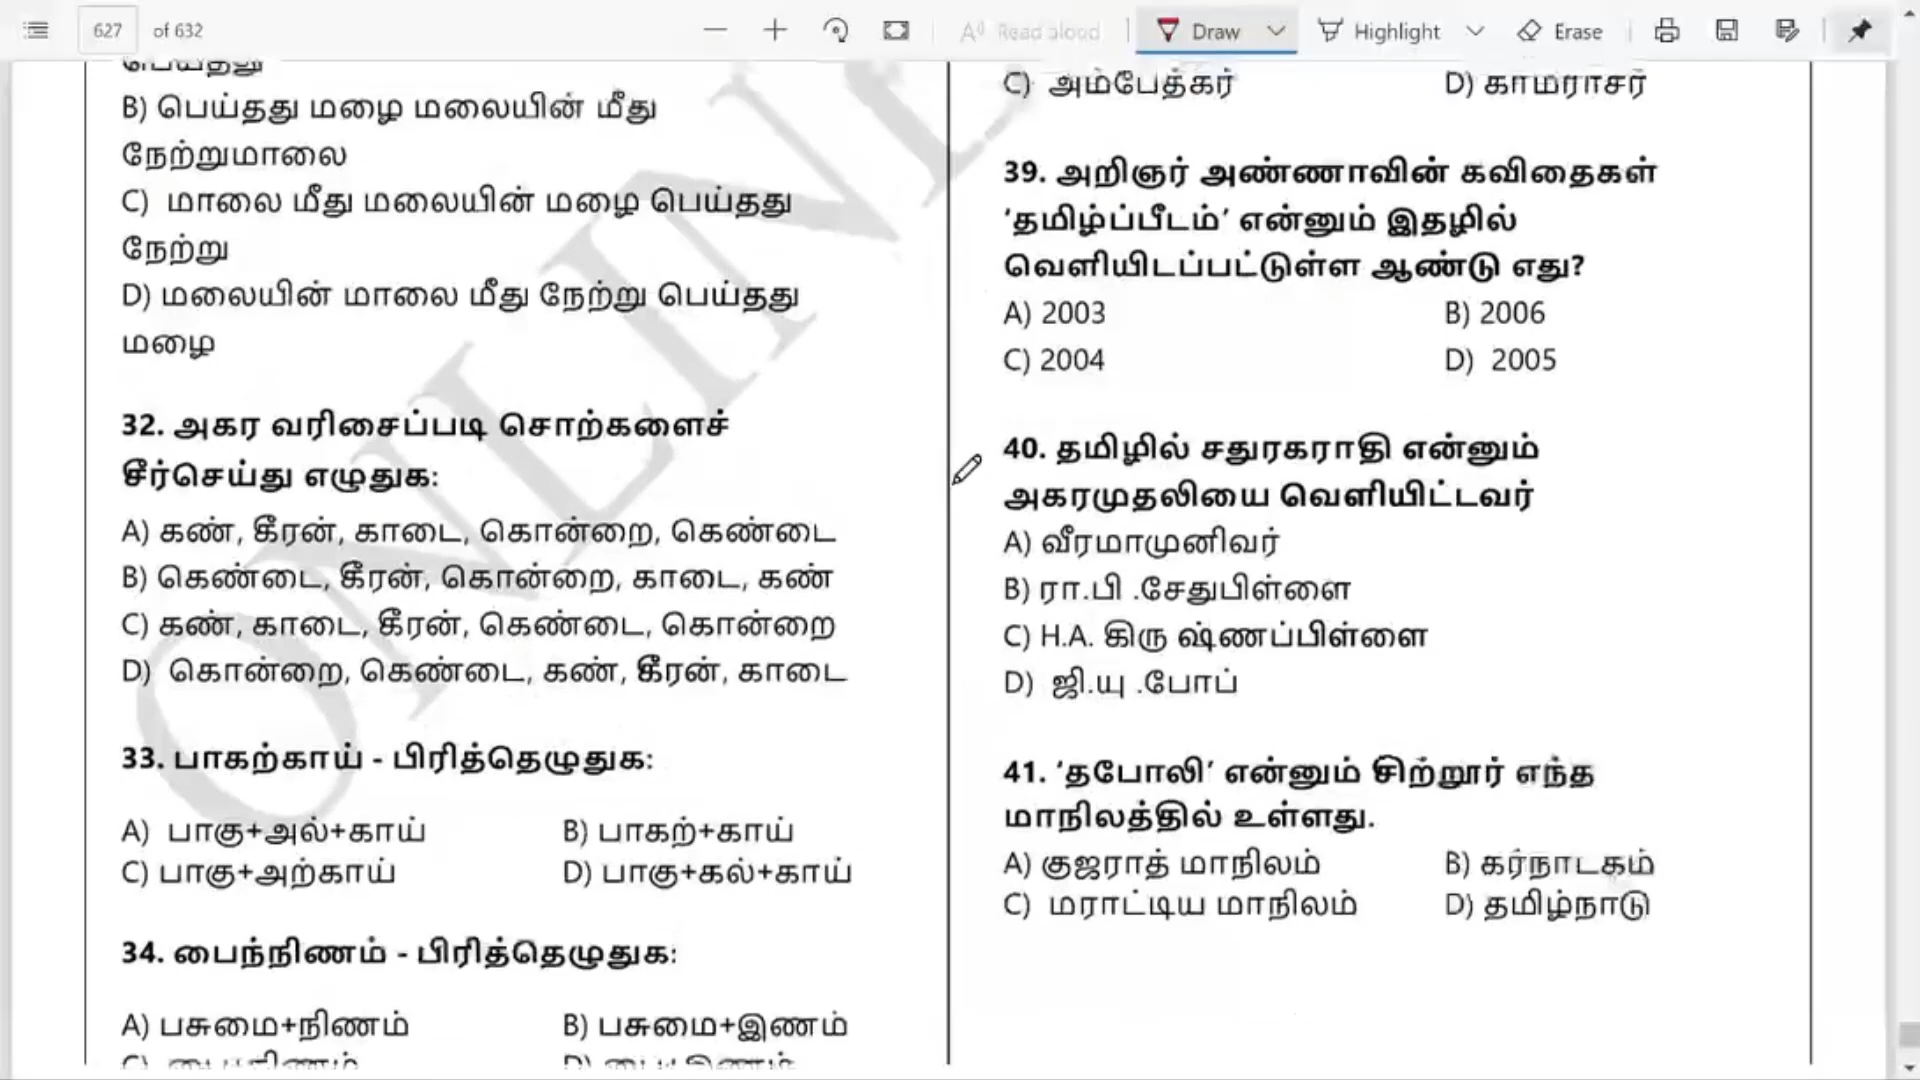 627 of 632
Read aloud
Draw
Highlight
Erase
பெய்தது
B) பெய்தது மழை மலையின் மீது
நேற்றுமாலை
C) மாலை மீது மலையின் மழை பெய்தது
நேற்று
D) மலையின் மாலை மீது நேற்று பெய்தது
மழை
32. அகர வரிசைப்படி சொற்களைச்
சீர்செய்து எழுதுக:
A) கண், கீரன், காடை, கொன்றை, கெண்டை
B) கெண்டை, கீரன், கொன்றை, காடை, கண்
C) கண், காடை, கீரன், கெண்டை, கொன்றை
D) கொன்றை, கெண்டை, கண், கீரன், காடை
33. பாகற்காய் - பிரித்தெழுதுக:
A) பாகு+அல்+காய் B) பாகற்+காய்
C) பாகு+அற்காய் D) பாகு+கல்+காய்
34. பைந்நிணம் - பிரித்தெழுதுக:
A) பசுமை+நிணம் B) பசுமை+இணம்
C) அம்பேத்கர் D) காமராசர்
39. அறிஞர் அண்ணாவின் கவிதைகள்
‘தமிழ்ப்பீடம்’ என்னும் இதழில்
வெளியிடப்பட்டுள்ள ஆண்டு எது?
A) 2003 B) 2006
C) 2004 D) 2005
40. தமிழில் சதுரகராதி என்னும்
அகரமுதலியை வெளியிட்டவர்
A) வீரமாமுனிவர்
B) ரா.பி .சேதுபிள்ளை
C) H.A. கிரு ஷ்ணப்பிள்ளை
D) ஜி.யு .போப்
41. ‘தபோலி’ என்னும் சிற்றூர் எந்த
மாநிலத்தில் உள்ளது.
A) குஜராத் மாநிலம் B) கர்நாடகம்
C) மராட்டிய மாநிலம் D) தமிழ்நாடு
ONLINE